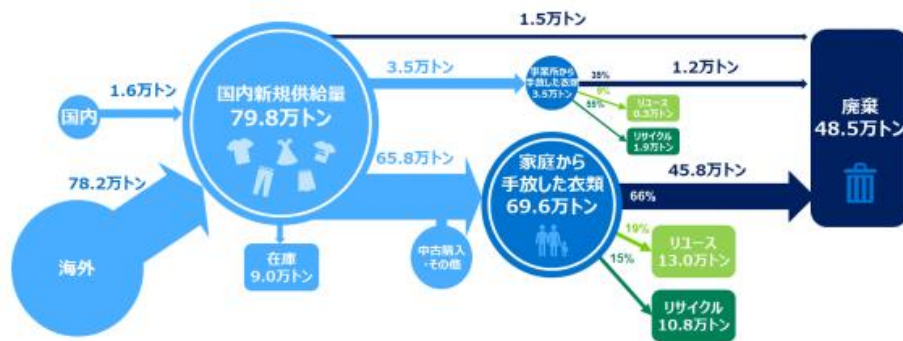 1.5万トン
1.6万トン
国内
78.2万トン
海外
国内新規供給量
79.8万トン
在庫
9.0万トン
3.5万トン
事業所から
手放した衣類
3.5万トン
35%
9%
55%
1.2万トン
リユース
0.3万トン
リサイクル
1.9万トン
65.8万トン
中古購入
・その他
家庭から
手放した衣類
69.6万トン
66%
19%
15%
45.8万トン
リユース
13.0万トン
リサイクル
10.8万トン
廃棄
48.5万トン